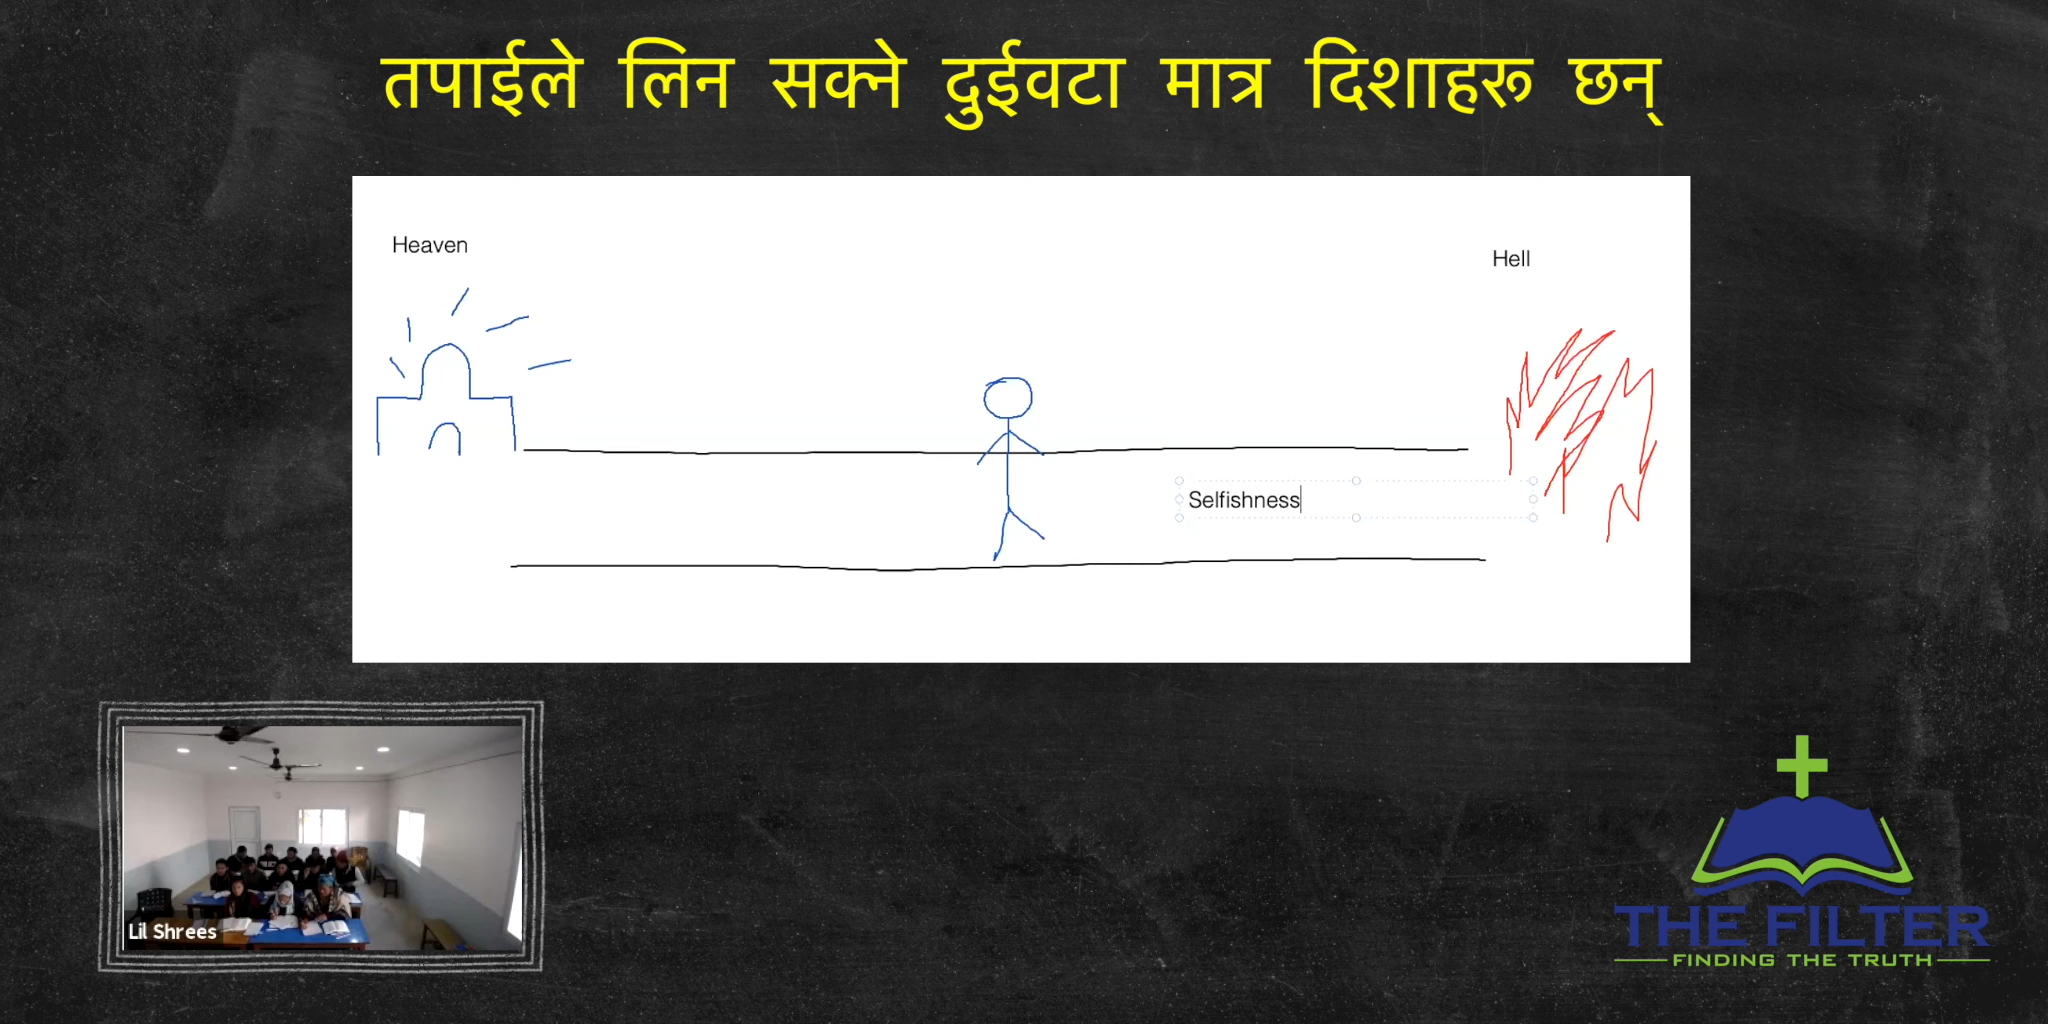 तपाईले लिन सक्ने दुईवटा मात्र दिशाहरू छन्
Heaven
Hell
Selfishness
Lil Shrees
THE FILTER
FINDING THE TRUTH